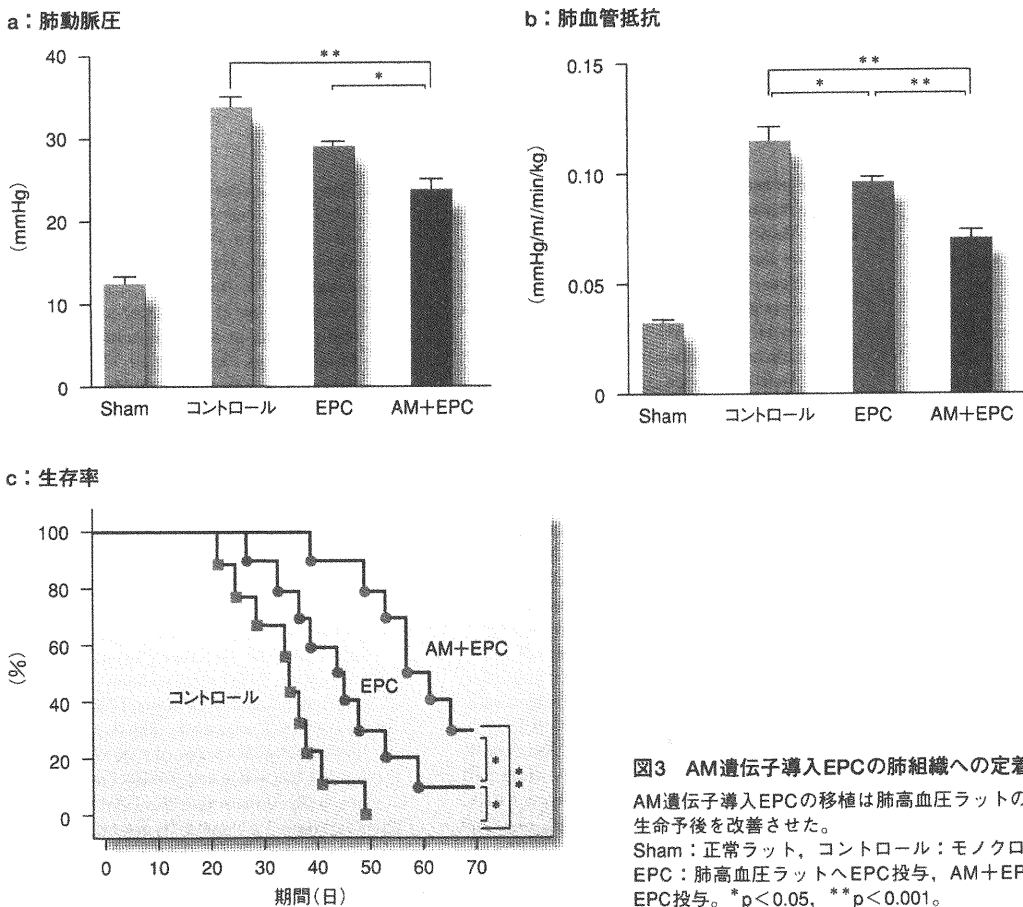 a：肺動脈圧
40
30
20
10
0
(mmHg)
**
*
Sham
コントロール
EPC
AM＋EPC
b：肺血管抵抗
0.15
0.10
0.05
0
(mmHg/ml/min/kg)
**
*
**
Sham
コントロール
EPC
AM＋EPC
c：生存率
100
80
60
40
20
0
(%)
コントロール
EPC
AM＋EPC
*
*
**
0
10
20
30
40
50
60
70
期間(日)
図3 AM遺伝子導入EPCの肺組織への定着
AM遺伝子導入EPCの移植は肺高血圧ラットの
生命予後を改善させた。
Sham：正常ラット，コントロール：モノクロ
EPC：肺高血圧ラットへEPC投与，AM＋EP
EPC投与。*p＜0.05，**p＜0.001。